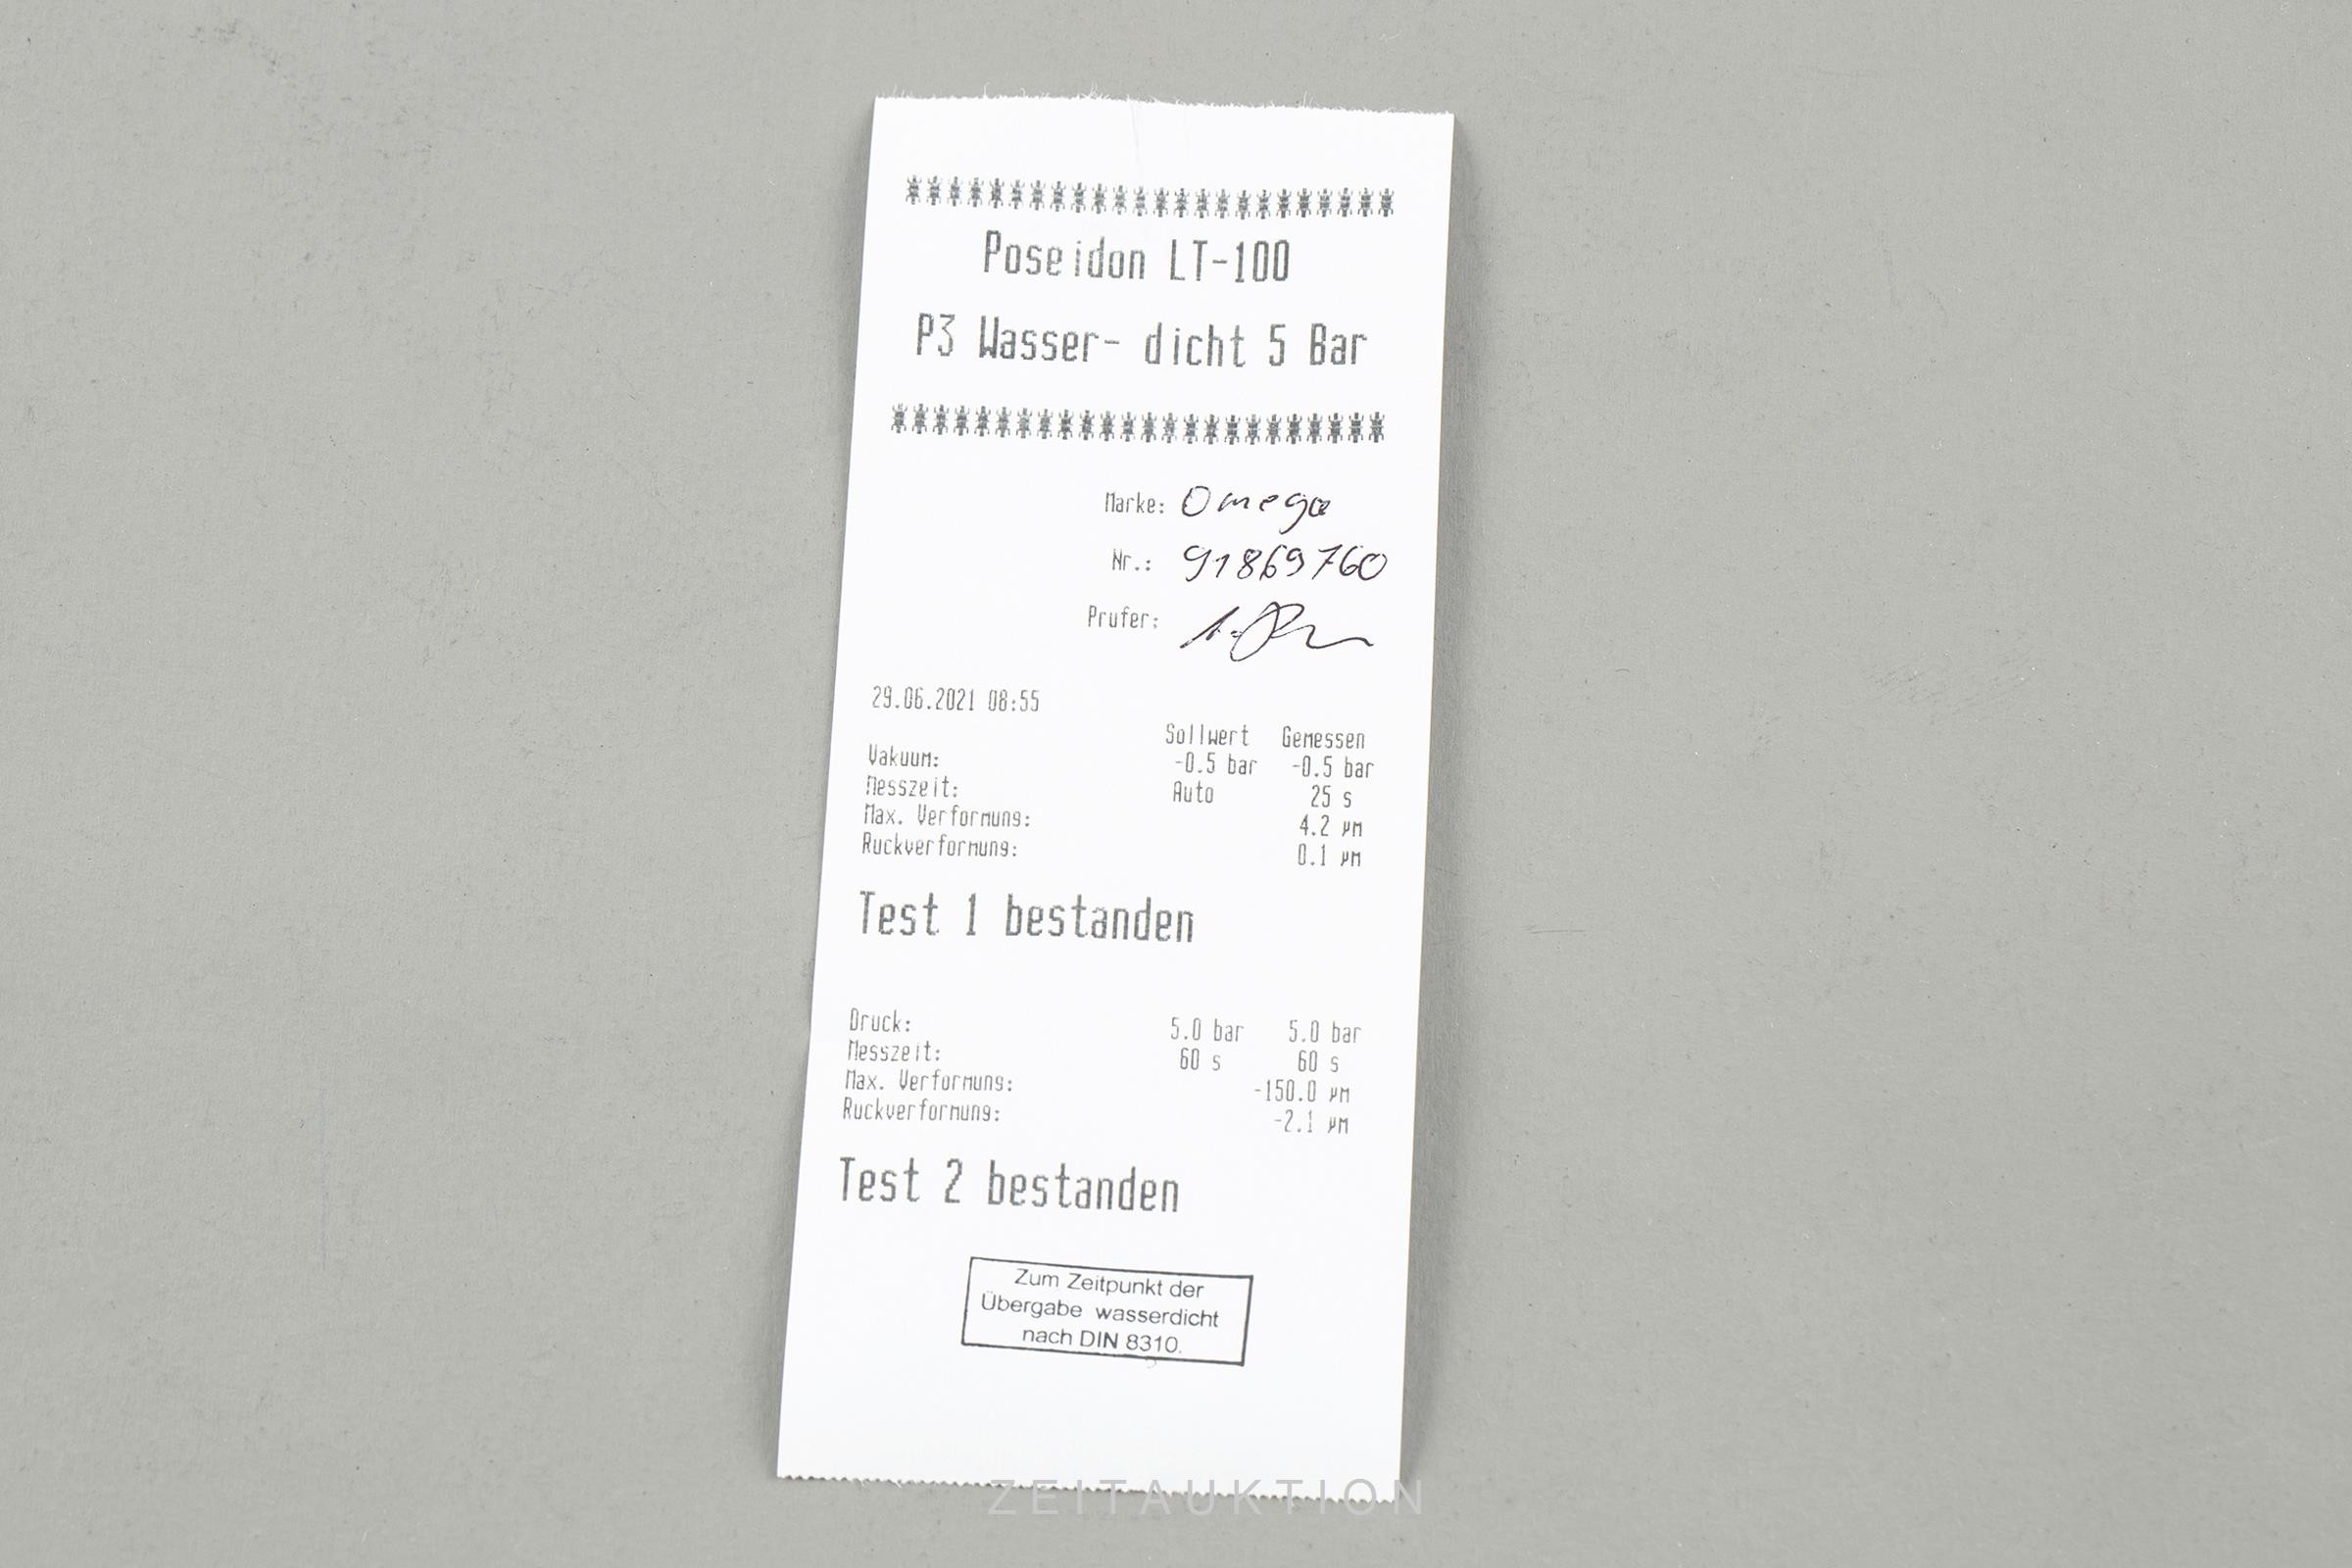 Poseidon LT-100
P3 Wasser- dicht 5 Bar
Marke: Omega
Nr.: 91869760
Prufer:
29.06.2021 08:55
Sollwert Gemessen
Vakuum: -0.5 bar -0.5 bar
Messzeit: Auto 25 s
Max. Verformung: 4.2 µm
Ruckverformung: 0.1 µm
Test 1 bestanden
Druck: 5.0 bar 5.0 bar
Messzeit: 60 s 60 s
Max. Verformung: -150.0 µm
Ruckverformung: -2.1 µm
Test 2 bestanden
Zum Zeitpunkt der
Übergabe wasserdicht
nach DIN 8310.
ZEITAUKTION